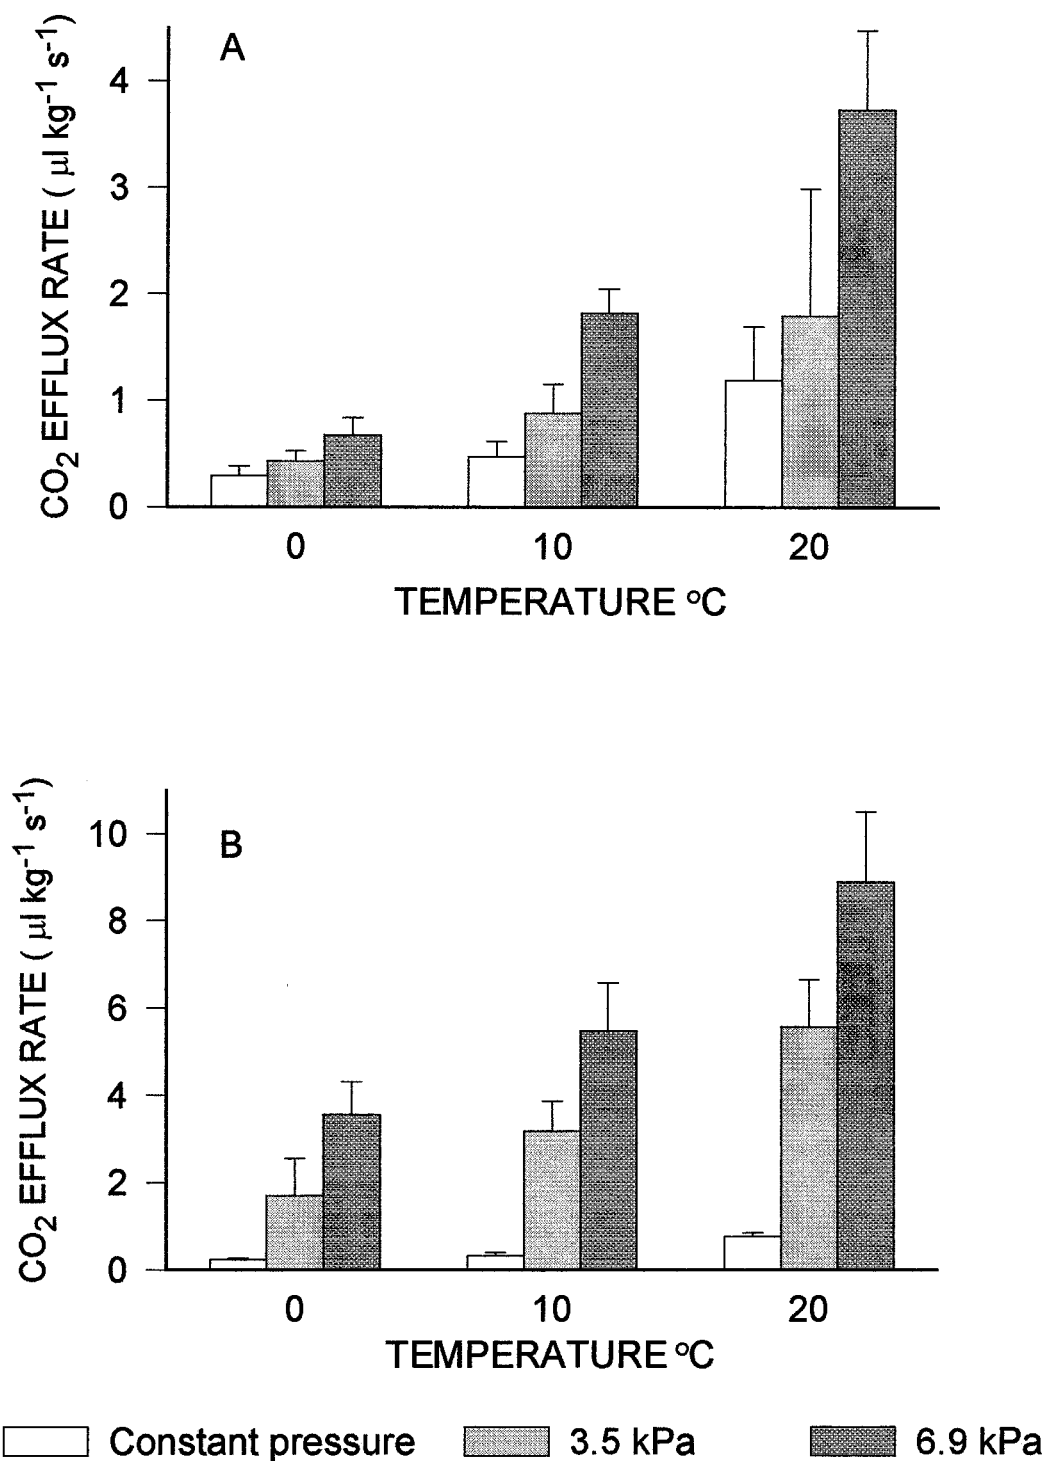 A
CO2 EFFLUX RATE ( µl kg-1 s-1)
4
3
2
1
0
0 10 20
TEMPERATURE oC
B
CO2 EFFLUX RATE ( µl kg-1 s-1)
10
8
6
4
2
0
0 10 20
TEMPERATURE oC
Constant pressure 3.5 kPa 6.9 kPa